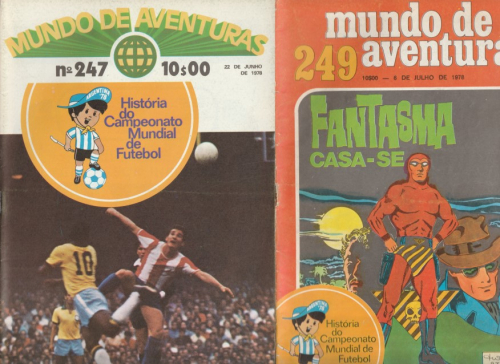 MUNDO DE AVENTURAS
nº 247
10$00
22 DE JUNHO
DE 1978
ARGENTINA
78
História
do
Campeonato
Mundial
de
Futebol
10
mundo de
249 aventura
10$00 — 6 DE JULHO DE 1978
FANTASMA
CASA-SE
História
do
Campeonato
Mundial de
Futebol